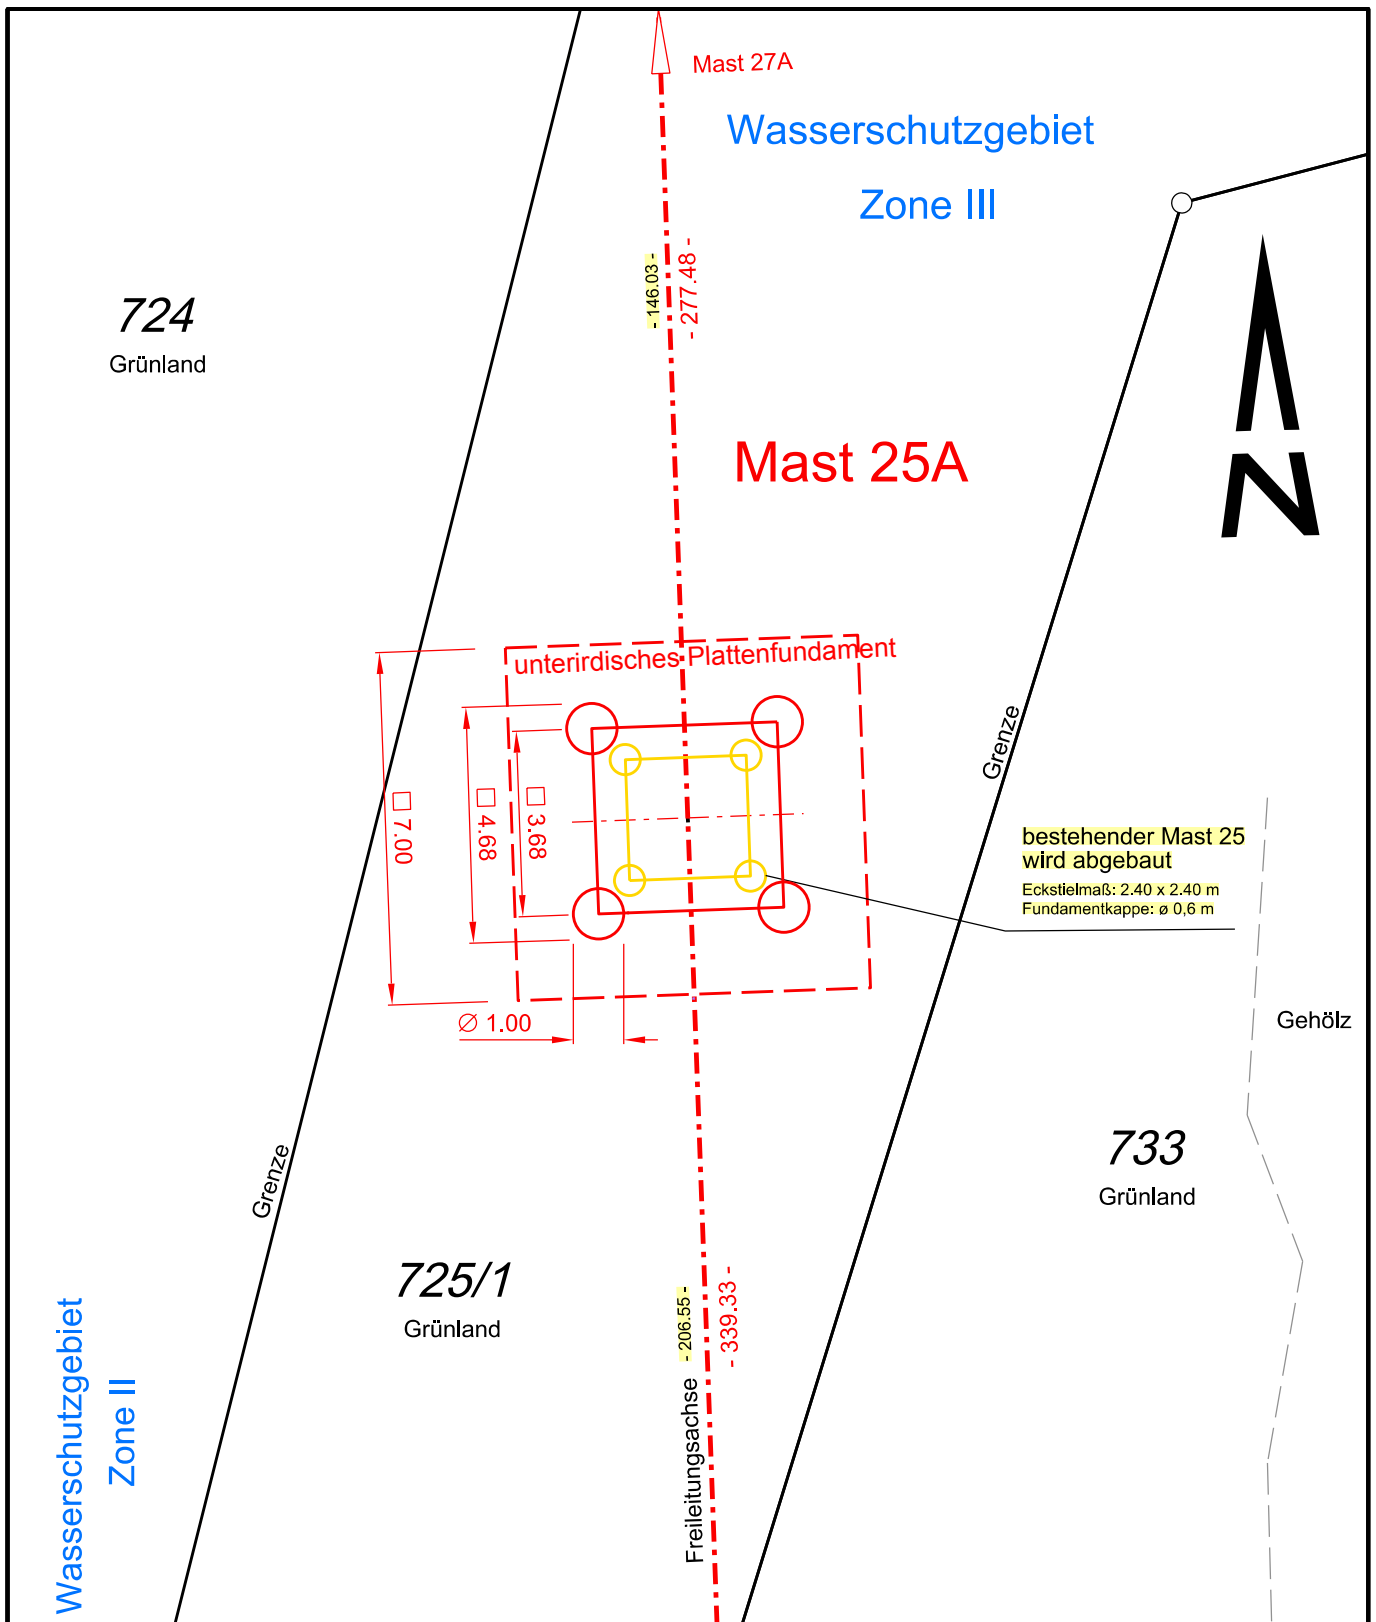 Mast 27A
Wasserschutzgebiet
Zone III
- 146.03 -
- 277.48 -
724
Grünland
N
Mast 25A
unterirdisches Plattenfundament
Grenze
□ 7.00
□ 4.68
□ 3.68
bestehender Mast 25
wird abgebaut
Eckstielmaß: 2.40 x 2.40 m
Fundamentkappe: ø 0,6 m
∅ 1.00
Gehölz
733
Grünland
Grenze
725/1
Grünland
- 206.55 -
- 339.33 -
Freileitungsachse
Wasserschutzgebiet
Zone II